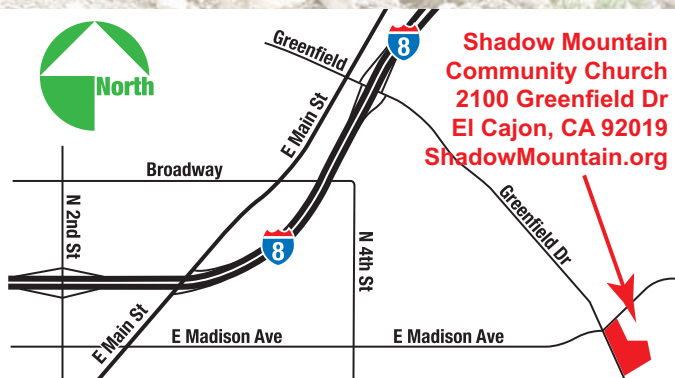 North
Greenfield
8
Shadow Mountain
Community Church
2100 Greenfield Dr
El Cajon, CA 92019
ShadowMountain.org
E Main St
Broadway
N 2nd St
8
N 4th St
Greenfield Dr
E Main St
E Madison Ave
E Madison Ave